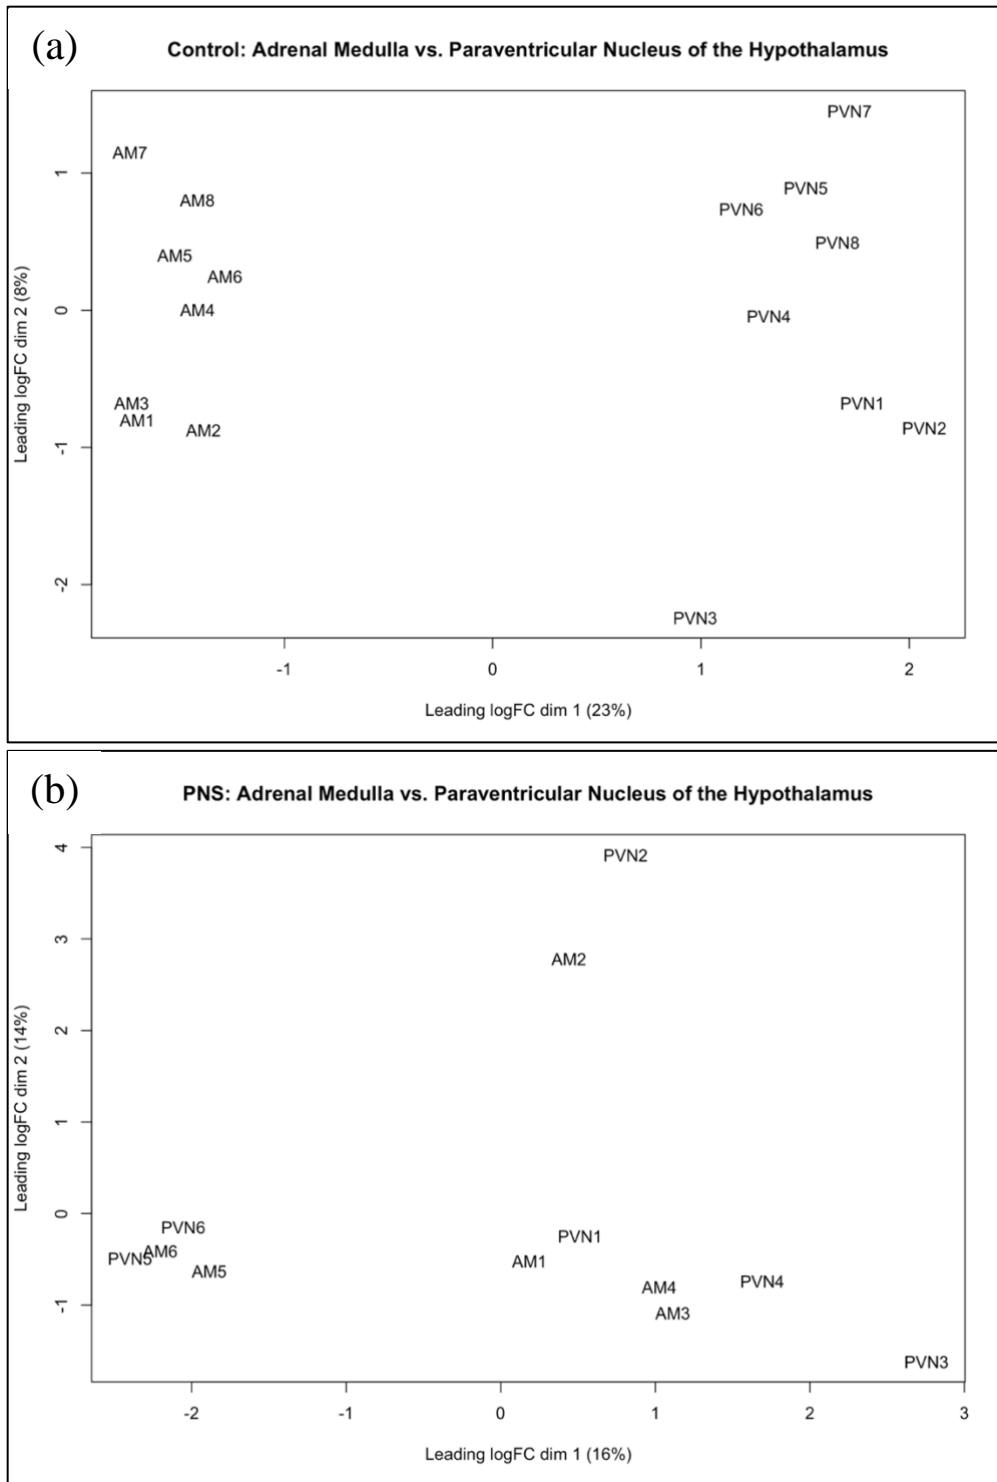 (a)
Control: Adrenal Medulla vs. Paraventricular Nucleus of the Hypothalamus
PVN7
AM7
1
PVN5
AM8
PVN6
PVN8
AM5
AM6
0
AM4
PVN4
AM3
PVN1
AM1
AM2
PVN2
-1
-2
PVN3
Leading logFC dim 2 (8%)
-1
0
1
2
Leading logFC dim 1 (23%)
(b)
PNS: Adrenal Medulla vs. Paraventricular Nucleus of the Hypothalamus
4
PVN2
3
AM2
2
1
0
PVN6
PVN1
AM6
PVN5
AM1
AM5
PVN4
AM4
-1
AM3
PVN3
Leading logFC dim 2 (14%)
-2
-1
0
1
2
3
Leading logFC dim 1 (16%)